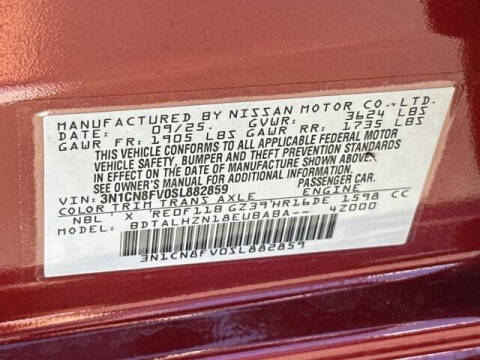 MANUFACTURED BY NISSAN MOTOR CO., LTD.
DATE: 09/25. GVWR: 3624 LBS
GAWR FR: 1905 LBS GAWR RR: 1735 LBS
THIS VEHICLE CONFORMS TO ALL APPLICABLE FEDERAL MOTOR
VEHICLE SAFETY, BUMPER AND THEFT PREVENTION STANDARDS
IN EFFECT ON THE DATE OF MANUFACTURE SHOWN ABOVE.
SEE OWNER'S MANUAL FOR ADDITIONAL INFORMATION.
VIN: 3N1CN8FV0SL882859 PASSENGER CAR.
COLOR TRIM TRANS AXLE ENGINE
NBL X RE0F11B GZ39 HR16DE 1598 CC
MODEL: BDTALHZN18EUBABA-- 4Z000
3N1CN8FV0SL882859